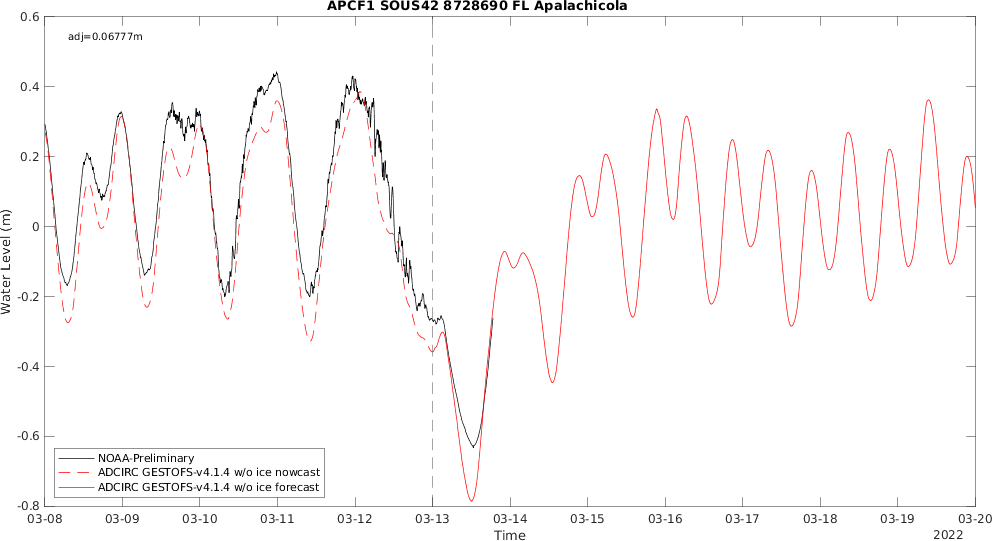 APCF1 SOUS42 8728690 FL Apalachicola
adj=0.06777m
0.6
0.4
0.2
0
-0.2
-0.4
-0.6
-0.8
Water Level (m)
NOAA-Preliminary
ADCIRC GESTOFS-v4.1.4 w/o ice nowcast
ADCIRC GESTOFS-v4.1.4 w/o ice forecast
03-08 03-09 03-10 03-11 03-12 03-13 03-14 03-15 03-16 03-17 03-18 03-19 03-20
Time
2022